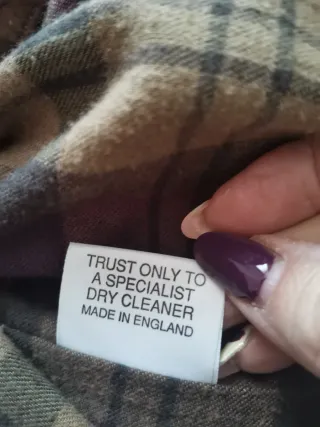 TRUST ONLY TO
A SPECIALIST
DRY CLEANER
MADE IN ENGLAND